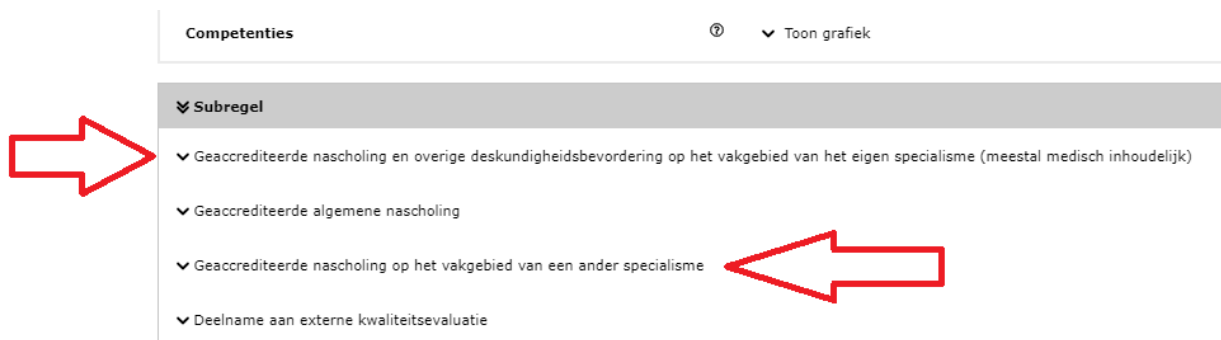 Competenties ? Toon grafiek
Subregel
Geaccrediteerde nascholing en overige deskundigheidsbevordering op het vakgebied van het eigen specialisme (meestal medisch inhoudelijk)
Geaccrediteerde algemene nascholing
Geaccrediteerde nascholing op het vakgebied van een ander specialisme
Deelname aan externe kwaliteitsevaluatie